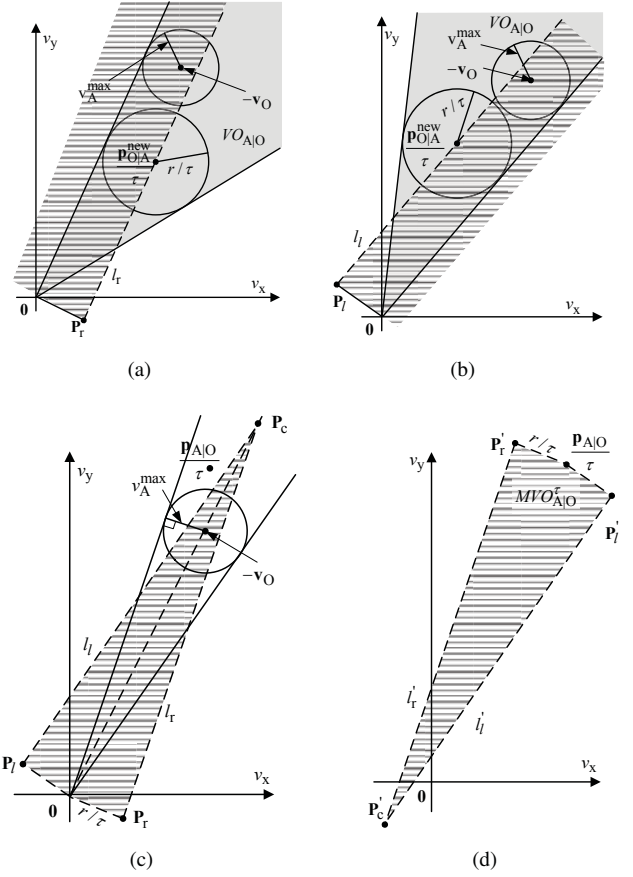 v_y
v_A^max
−v_O
VO_A|O
p_O|A^new
τ
r/τ
l_r
v_x
0
P_r
(a)
v_y
VO_A|O
v_A^max
−v_O
r/τ
p_O|A^new
τ
l_l
P_l
v_x
0
(b)
P_c
p_A|O
τ
v_y
v_A^max
−v_O
l_l
l_r
P_l
v_x
0
r/τ
P_r
(c)
P'_r
r/τ
p_A|O
τ
v_y
MVO^τ_A|O
P'_l
l'_r
l'_l
v_x
0
P'_c
(d)